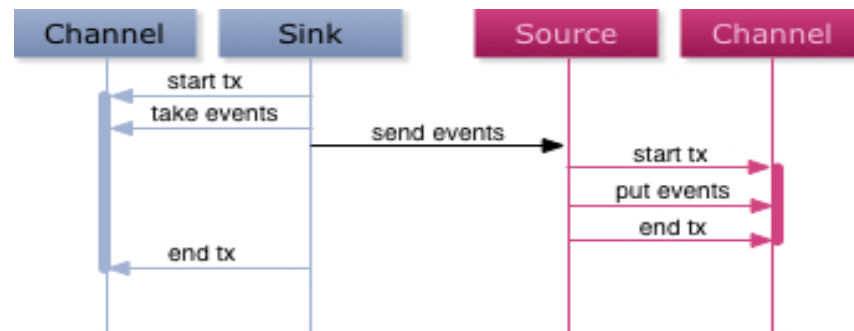 Channel
Sink
Source
Channel
start tx
take events
send events
start tx
put events
end tx
end tx